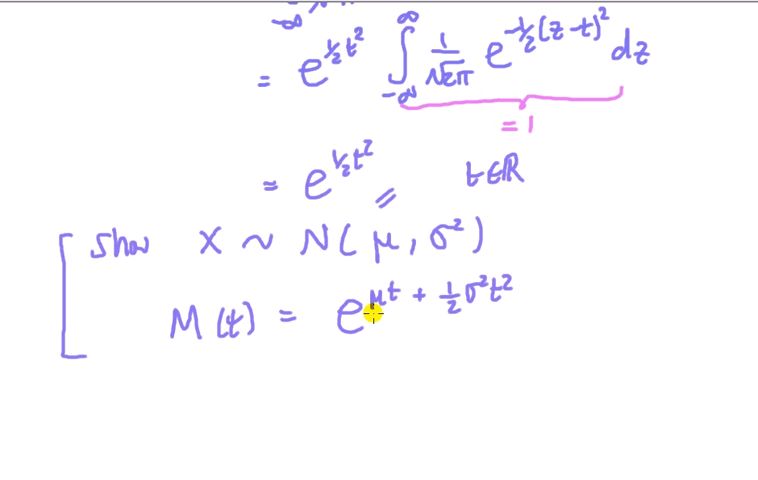 = e^{½t²} ∫_{-∞}^{∞} 1/√2π e^{-½(z-t)²} dz
= 1
= e^{½t²} t∈ℝ
Show X ~ N(μ, σ²)
M(t) = e^{μt + ½σ²t²}